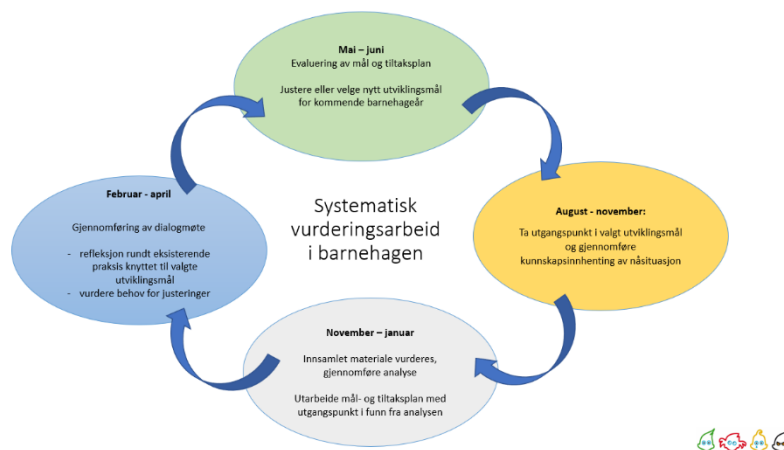 Mai – juni
Evaluering av mål og tiltaksplan
Justere eller velge nytt utviklingsmål
for kommende barnehageår
August - november:
Ta utgangspunkt i valgt utviklingsmål
og gjennomføre
kunnskapsinnhenting av nåsituasjon
November – januar
Innsamlet materiale vurderes,
gjennomføre analyse
Utarbeide mål- og tiltaksplan med
utgangspunkt i funn fra analysen
Februar - april
Gjennomføring av dialogmøte
- refleksjon rundt eksisterende
praksis knyttet til valgte
utviklingsmål
- vurdere behov for justeringer
Systematisk
vurderingsarbeid
i barnehagen